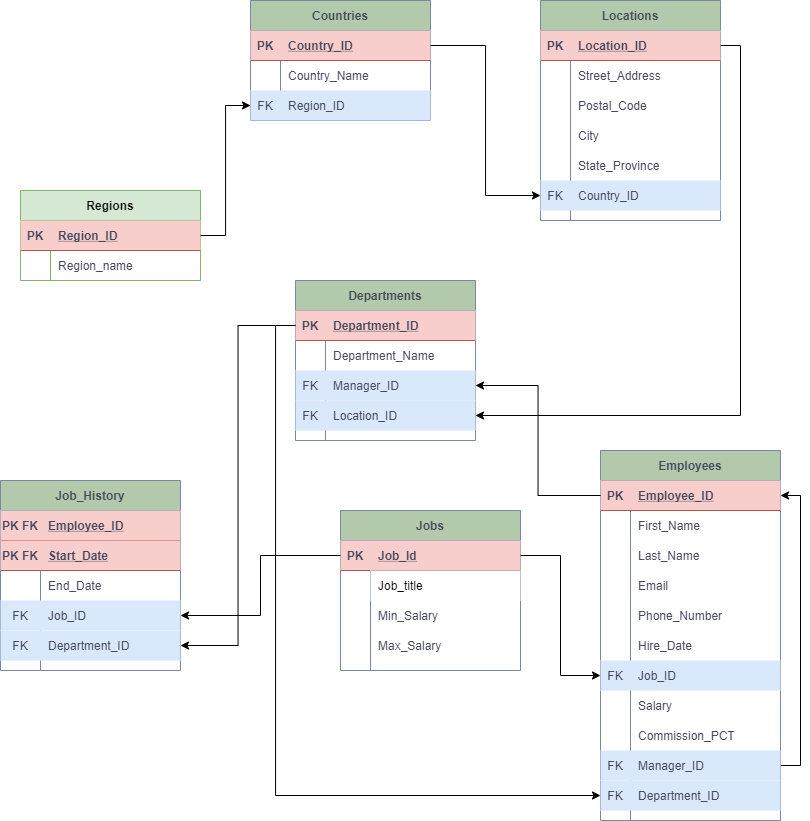 Countries
PK Country_ID
Country_Name
FK Region_ID
Locations
PK Location_ID
Street_Address
Postal_Code
City
State_Province
FK Country_ID
Regions
PK Region_ID
Region_name
Departments
PK Department_ID
Department_Name
FK Manager_ID
FK Location_ID
Job_History
PK FK Employee_ID
PK FK Start_Date
End_Date
FK Job_ID
FK Department_ID
Jobs
PK Job_Id
Job_title
Min_Salary
Max_Salary
Employees
PK Employee_ID
First_Name
Last_Name
Email
Phone_Number
Hire_Date
FK Job_ID
Salary
Commission_PCT
FK Manager_ID
FK Department_ID